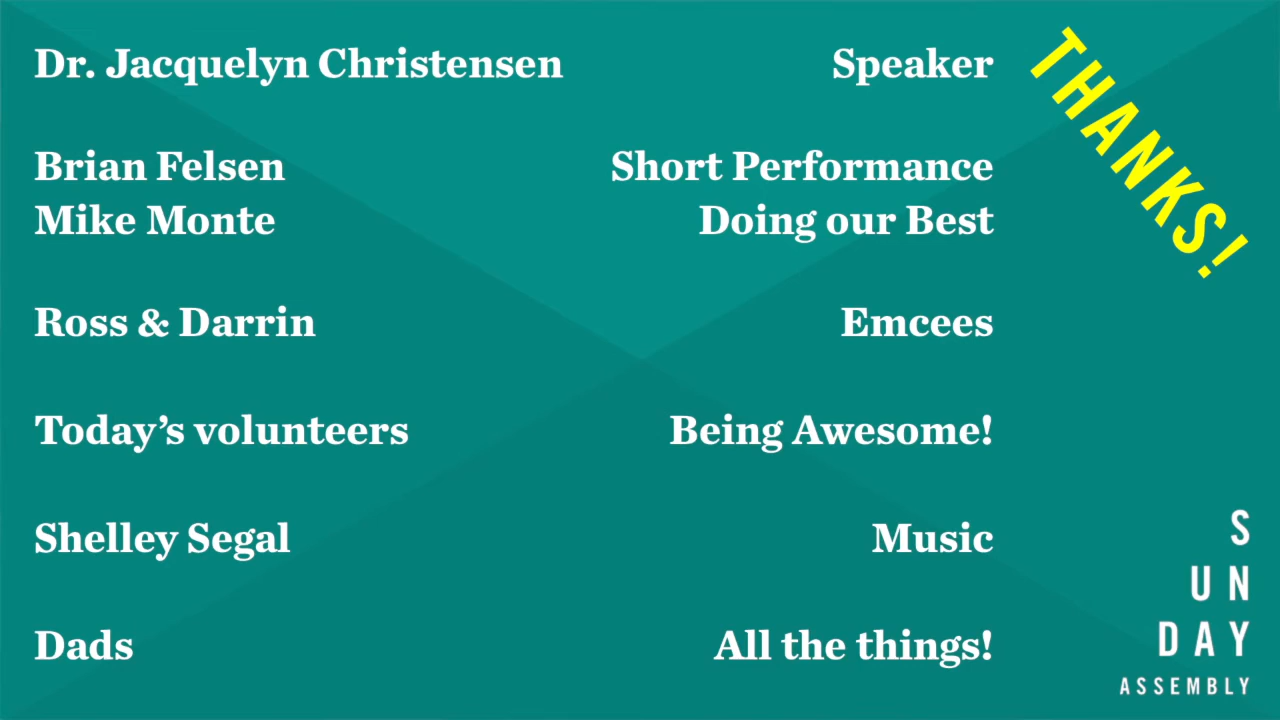 Dr. Jacquelyn Christensen Speaker
THANKS!
Brian Felsen Short Performance
Mike Monte Doing our Best
Ross & Darrin Emcees
Today’s volunteers Being Awesome!
Shelley Segal Music
Dads All the things!
S
UN
DAY
ASSEMBLY